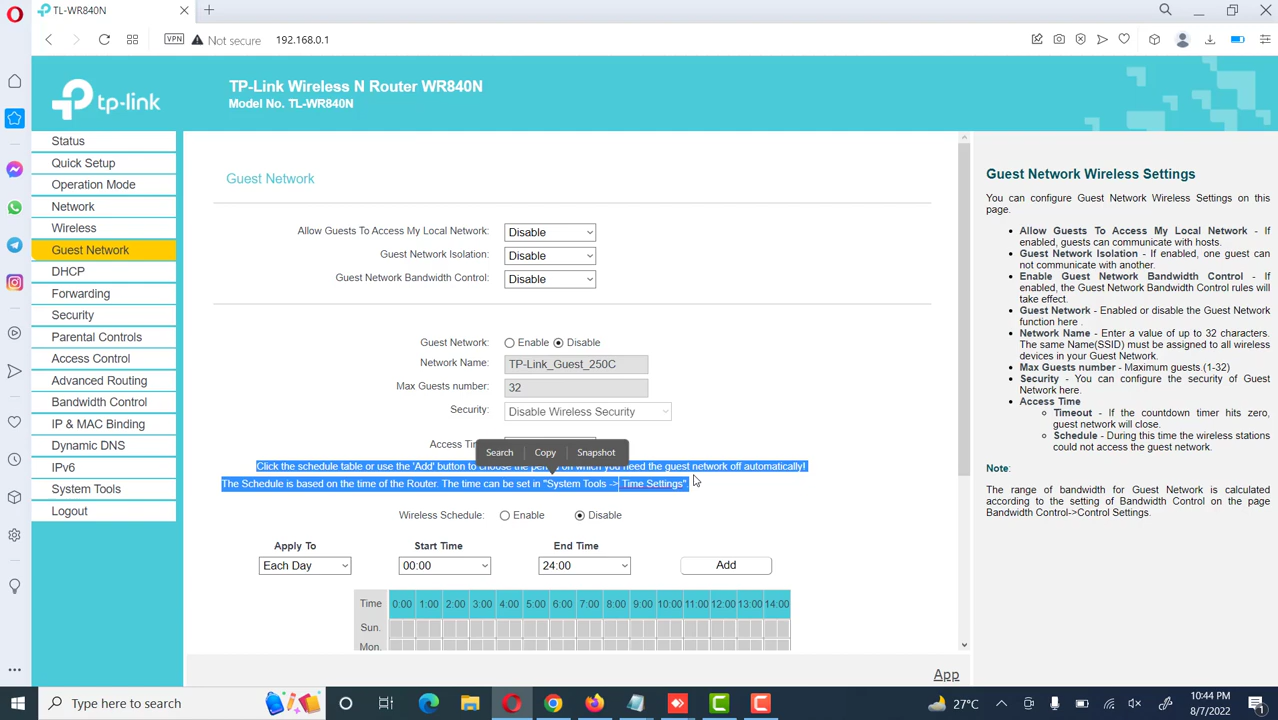 TL-WR840N
VPN
Not secure
192.168.0.1
tp-link
TP-Link Wireless N Router WR840N
Model No. TL-WR840N
Status
Quick Setup
Operation Mode
Network
Wireless
Guest Network
DHCP
Forwarding
Security
Parental Controls
Access Control
Advanced Routing
Bandwidth Control
IP & MAC Binding
Dynamic DNS
IPv6
System Tools
Logout
Guest Network
Allow Guests To Access My Local Network: Disable
Guest Network Isolation: Disable
Guest Network Bandwidth Control: Disable
Guest Network: Enable Disable
Network Name: TP-Link_Guest_250C
Max Guests number: 32
Security: Disable Wireless Security
Access
Search Copy Snapshot
Click the schedule table or use the 'Add' button to choose the on which you need the guest network off automatically!
The Schedule is based on the time of the Router. The time can be set in "System Tools -> Time Settings".
Wireless Schedule: Enable Disable
Apply To Start Time End Time
Each Day 00:00 24:00 Add
Time 0:00 1:00 2:00 3:00 4:00 5:00 6:00 7:00 8:00 9:00 10:00 11:00 12:00 13:00 14:00
Sun.
Mon.
App
Guest Network Wireless Settings
You can configure Guest Network Wireless Settings on this
page.
Allow Guests To Access My Local Network - If
enabled, guests can communicate with hosts.
Guest Network Isolation - If enabled, one guest can
not communicate with another.
Enable Guest Network Bandwidth Control - If
enabled, the Guest Network Bandwidth Control rules will
take effect.
Guest Network - Enabled or disable the Guest Network
function here .
Network Name - Enter a value of up to 32 characters.
The same Name(SSID) must be assigned to all wireless
devices in your Guest Network.
Max Guests number - Maximum guests.(1-32)
Security - You can configure the security of Guest
Network here.
Access Time
Timeout - If the countdown timer hits zero,
guest network will close.
Schedule - During this time the wireless stations
could not access the guest network.
Note:
The range of bandwidth for Guest Network is calculated
according to the setting of Bandwidth Control on the page
Bandwidth Control->Control Settings.
Type here to search
27°C
10:44 PM
8/7/2022
1